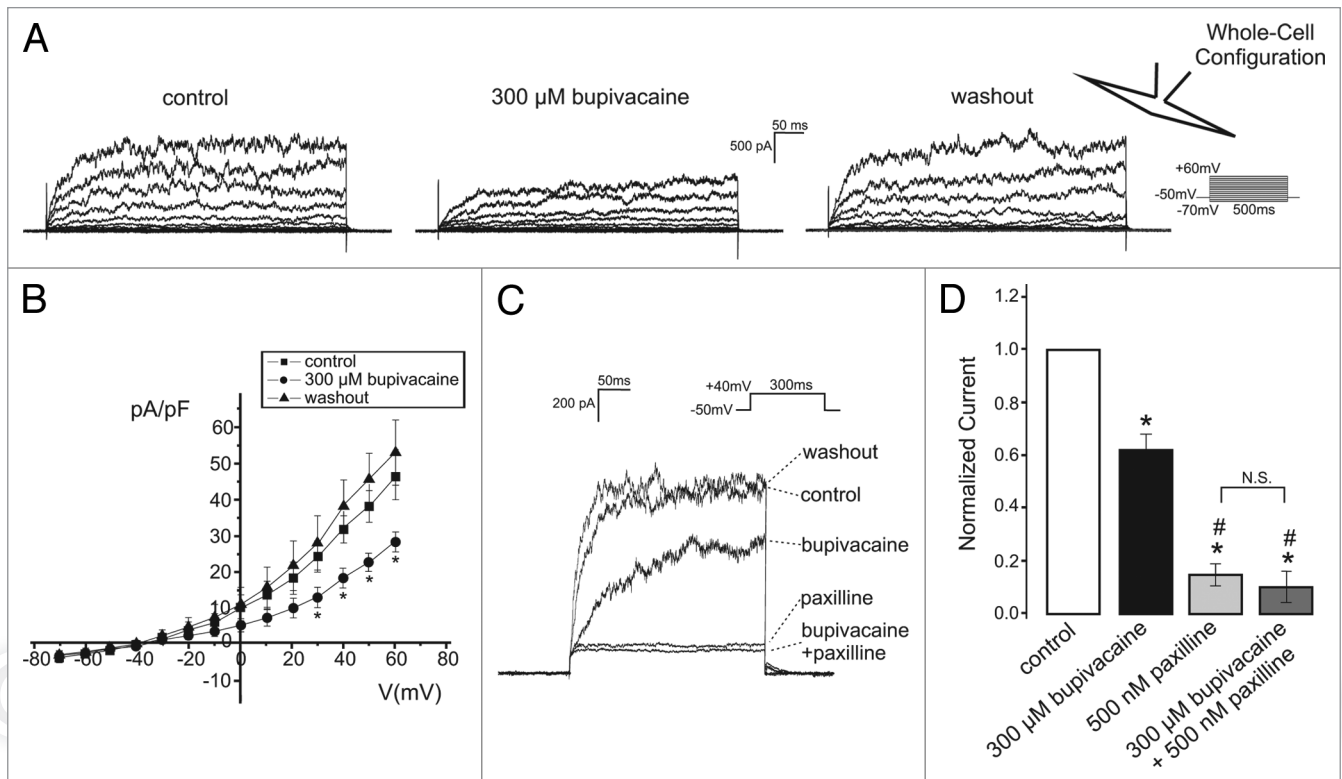 A
Whole-Cell
Configuration
control
300 µM bupivacaine
washout
50 ms
500 pA
+60mV
-50mV
-70mV
500ms
B
control
300 µM bupivacaine
washout
pA/pF
60
50
40
30
20
10
0
-10
-80
-60
-40
-20
0
20
40
60
80
V(mV)
*
*
*
*
C
50ms
200 pA
+40mV
300ms
-50mV
washout
control
bupivacaine
paxilline
bupivacaine
+paxilline
D
Normalized Current
1.2
1.0
0.8
0.6
0.4
0.2
0.0
*
N.S.
#
*
#
*
control
300 µM bupivacaine
500 nM paxilline
300 µM bupivacaine
+ 500 nM paxilline